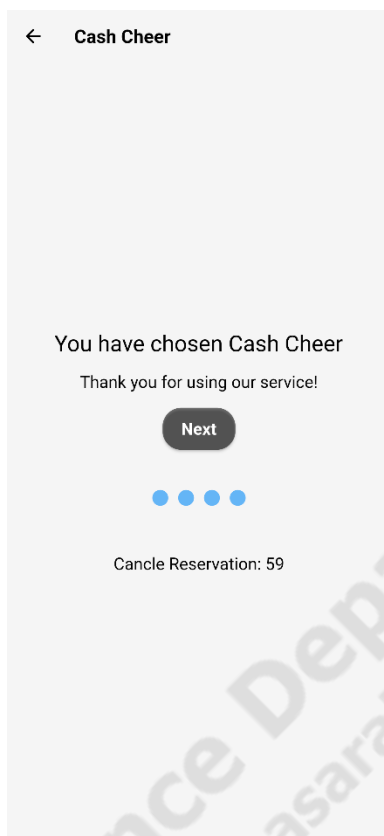 Cash Cheer
You have chosen Cash Cheer
Thank you for using our service!
Next
Cancle Reservation: 59